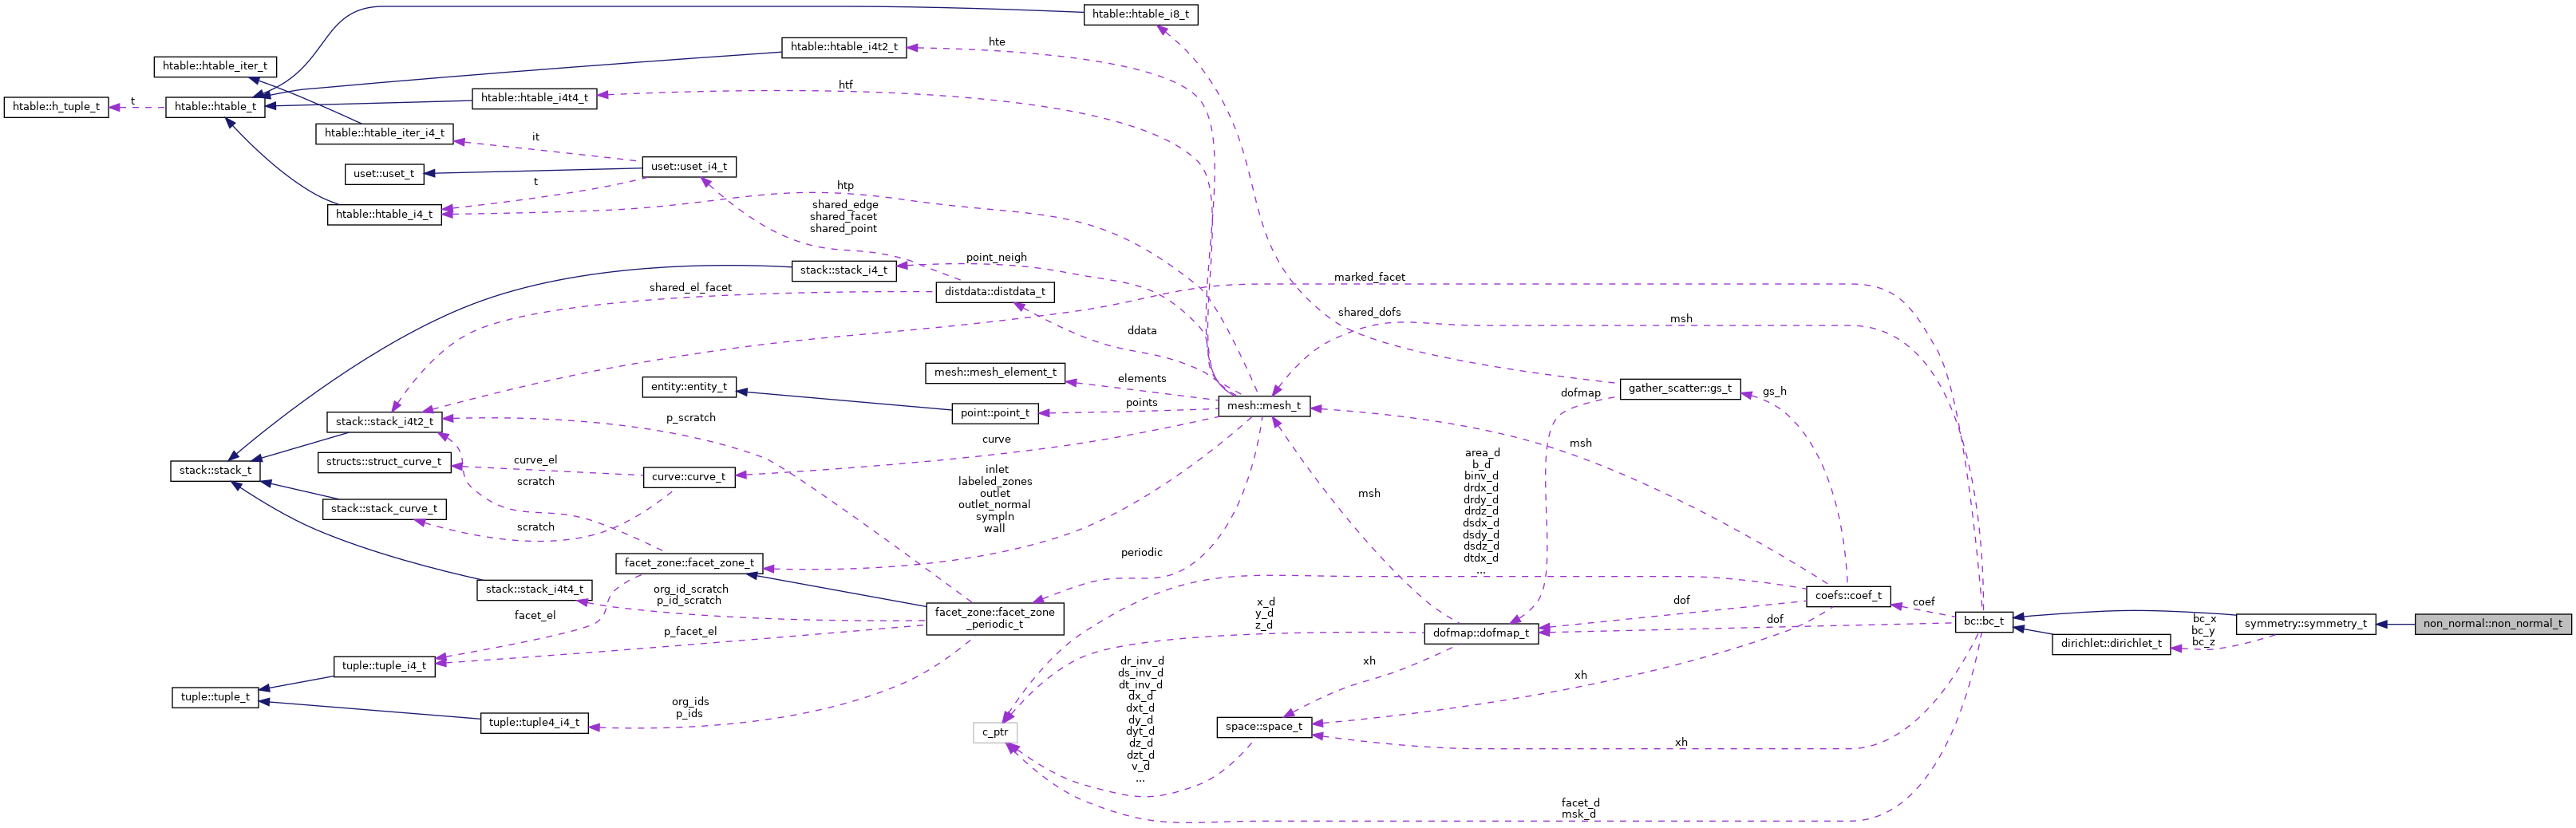 htable::htable_i8_t
hte
htable::htable_i4t2_t
htable::htable_iter_t
htf
htable::htable_i4t4_t
t
htable::h_tuple_t
htable::htable_t
htable::htable_iter_i4_t
it
uset::uset_i4_t
uset::uset_t
t
htp
htable::htable_i4_t
shared_edge
shared_facet
shared_point
point_neigh
stack::stack_i4_t
marked_facet
shared_el_facet
distdata::distdata_t
shared_dofs
msh
ddata
mesh::mesh_element_t
elements
entity::entity_t
gather_scatter::gs_t
gs_h
dofmap
points
point::point_t
mesh::mesh_t
p_scratch
stack::stack_i4t2_t
curve
msh
structs::struct_curve_t
curve_el
stack::stack_t
scratch
curve::curve_t
inlet
labeled_zones
outlet
outlet_normal
sympln
wall
msh
area_d
b_d
binv_d
drdx_d
drdy_d
drdz_d
dsdx_d
dsdy_d
dsdz_d
dtdx_d
...
stack::stack_curve_t
scratch
periodic
facet_zone::facet_zone_t
stack::stack_i4t4_t
org_id_scratch
p_id_scratch
facet_el
facet_zone::facet_zone
_periodic_t
p_facet_el
x_d
y_d
z_d
dof
coefs::coef_t
coef
dof
dofmap::dofmap_t
bc::bc_t
symmetry::symmetry_t
non_normal::non_normal_t
bc_x
bc_y
bc_z
dirichlet::dirichlet_t
tuple::tuple_i4_t
xh
xh
dr_inv_d
ds_inv_d
dt_inv_d
dx_d
dxt_d
dy_d
dyt_d
dz_d
dzt_d
v_d
...
tuple::tuple_t
org_ids
p_ids
tuple::tuple4_i4_t
c_ptr
space::space_t
xh
facet_d
msk_d